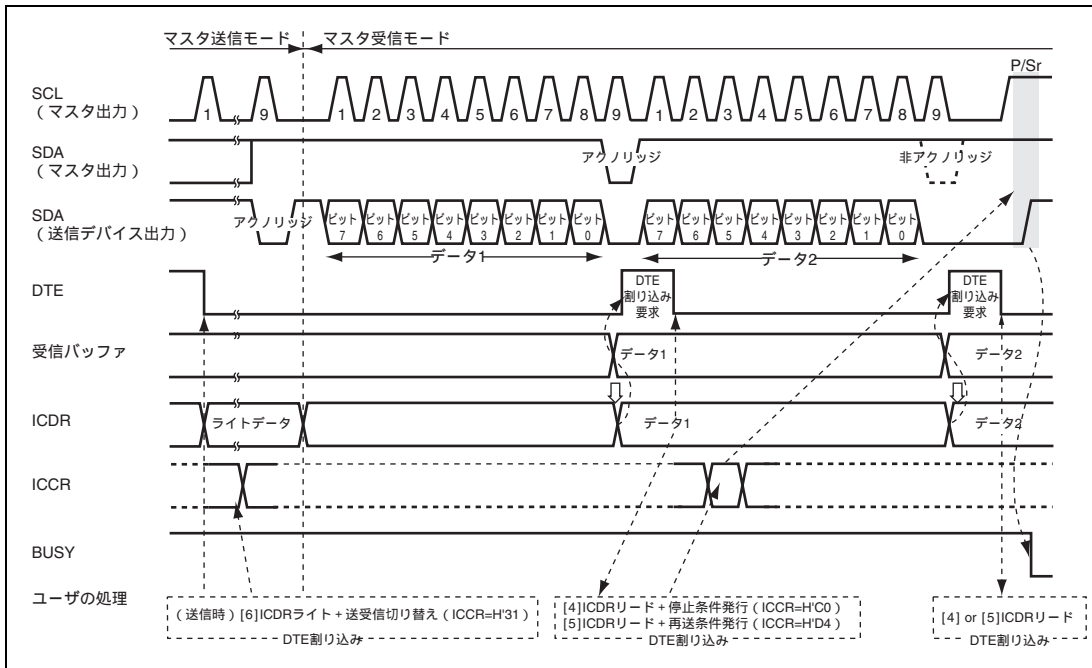 マスタ送信モード マスタ受信モード
P/Sr
SCL
（マスタ出力）
1 9 1 2 3 4 5 6 7 8 9 1 2 3 4 5 6 7 8 9
SDA
（マスタ出力）
アクノリッジ 非アクノリッジ
SDA
（送信デバイス出力）
アクノリッジ
ビット7 ビット6 ビット5 ビット4 ビット3 ビット2 ビット1 ビット0 ビット7 ビット6 ビット5 ビット4 ビット3 ビット2 ビット1 ビット0
データ1 データ2
DTE
DTE
割り込み
要求
DTE
割り込み
要求
受信バッファ
データ1 データ2
ICDR
ライトデータ データ1 データ2
ICCR
BUSY
ユーザの処理
（送信時）[6]ICDRライト＋送受信切り替え（ICCR=H'31）
DTE割り込み
[4]ICDRリード＋停止条件発行（ICCR=H'C0）
[5]ICDRリード＋再送条件発行（ICCR=H'D4）
DTE割り込み
[4] or [5]ICDRリード
DTE割り込み